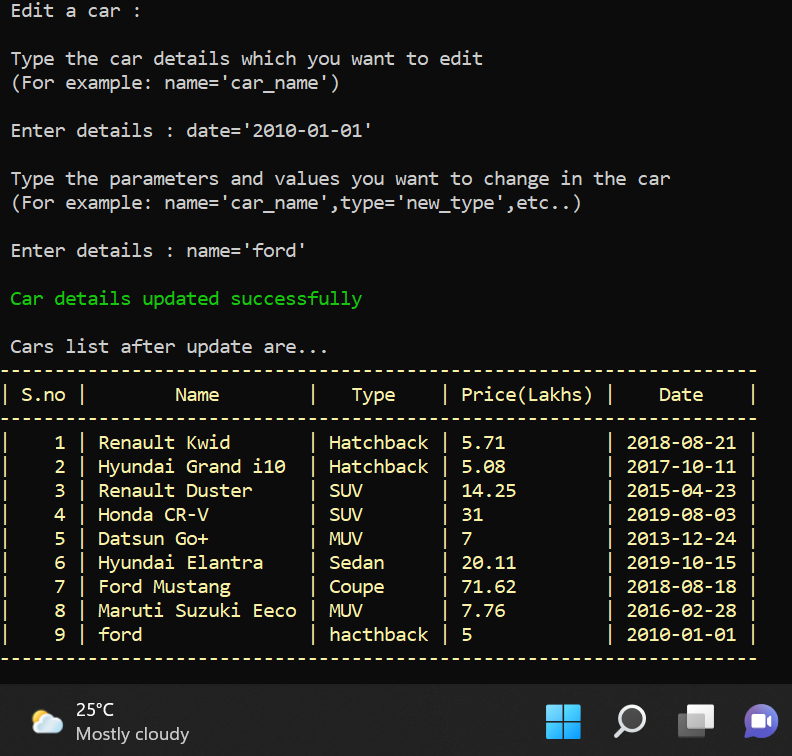 Edit a car :
Type the car details which you want to edit
(For example: name='car_name')
Enter details : date='2010-01-01'
Type the parameters and values you want to change in the car
(For example: name='car_name',type='new_type',etc..)
Enter details : name='ford'
Car details updated successfully
Cars list after update are...
---------------------------------------------------------------------
| S.no |        Name        |   Type    | Price(Lakhs) |    Date    |
---------------------------------------------------------------------
|    1 | Renault Kwid       | Hatchback | 5.71         | 2018-08-21 |
|    2 | Hyundai Grand i10  | Hatchback | 5.08         | 2017-10-11 |
|    3 | Renault Duster     | SUV       | 14.25        | 2015-04-23 |
|    4 | Honda CR-V         | SUV       | 31           | 2019-08-03 |
|    5 | Datsun Go+         | MUV       | 7            | 2013-12-24 |
|    6 | Hyundai Elantra    | Sedan     | 20.11        | 2019-10-15 |
|    7 | Ford Mustang       | Coupe     | 71.62        | 2018-08-18 |
|    8 | Maruti Suzuki Eeco | MUV       | 7.76         | 2016-02-28 |
|    9 | ford               | hacthback | 5            | 2010-01-01 |
---------------------------------------------------------------------
25°C
Mostly cloudy